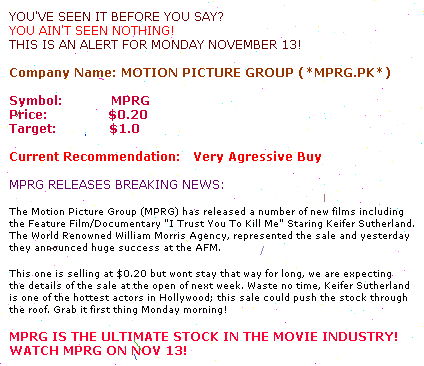 YOU'VE SEEN IT BEFORE YOU SAY?
YOU AIN'T SEEN NOTHING!
THIS IS AN ALERT FOR MONDAY NOVEMBER 13!
Company Name: MOTION PICTURE GROUP (*MPRG.PK*)
Symbol: MPRG
Price: $0.20
Target: $1.0
Current Recommendation: Very Agressive Buy
MPRG RELEASES BREAKING NEWS:
The Motion Picture Group (MPRG) has released a number of new films including
the Feature Film/Documentary "I Trust You To Kill Me" Staring Keifer Sutherland.
The World Renowned William Morris Agency, represented the sale and yesterday
they announced huge success at the AFM.
This one is selling at $0.20 but wont stay that way for long, we are expecting
the details of the sale at the open of next week. Waste no time, Keifer Sutherland
is one of the hottest actors in Hollywood; this sale could push the stock through
the roof. Grab it first thing Monday morning!
MPRG IS THE ULTIMATE STOCK IN THE MOVIE INDUSTRY!
WATCH MPRG ON NOV 13!